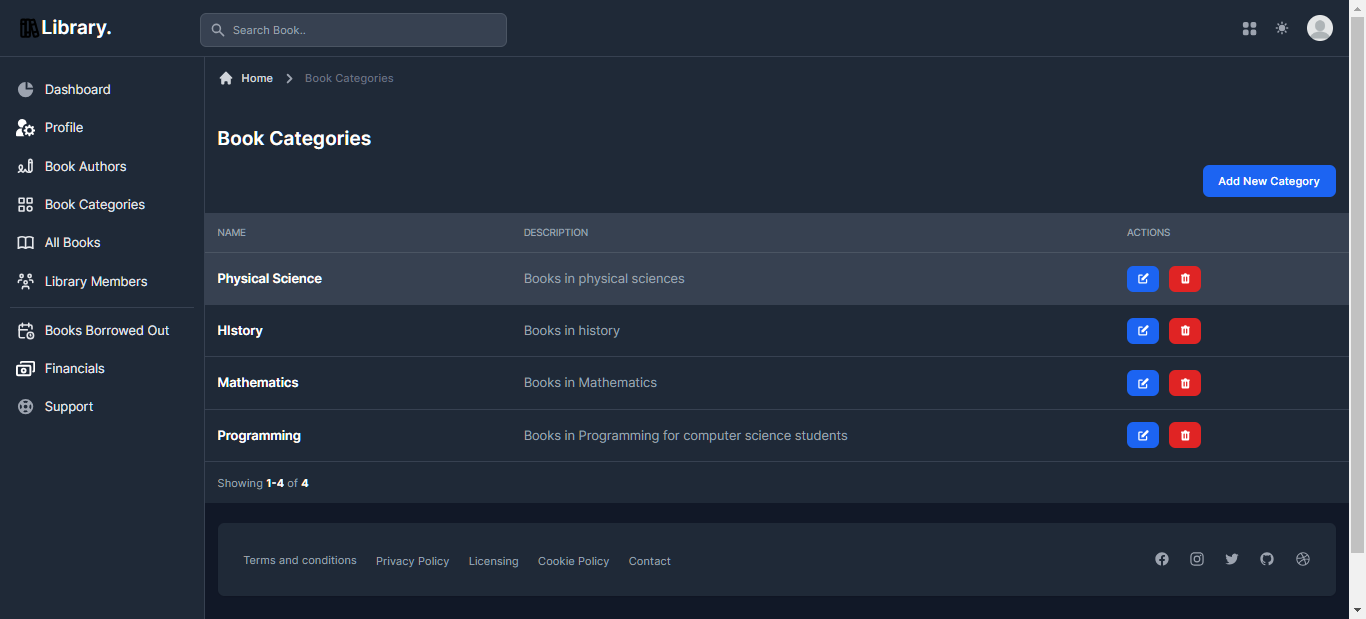 Library.
Search Book..
Dashboard
Profile
Book Authors
Book Categories
All Books
Library Members
Books Borrowed Out
Financials
Support
Home Book Categories
Book Categories
Add New Category
NAME DESCRIPTION ACTIONS
Physical Science Books in physical sciences
HIstory Books in history
Mathematics Books in Mathematics
Programming Books in Programming for computer science students
Showing 1-4 of 4
Terms and conditions Privacy Policy Licensing Cookie Policy Contact